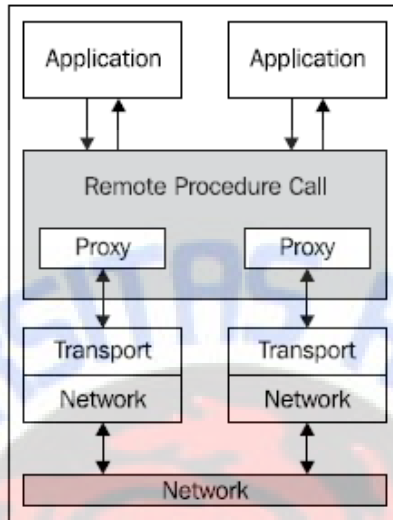 Application Application
Remote Procedure Call
Proxy Proxy
Transport Transport
Network Network
Network